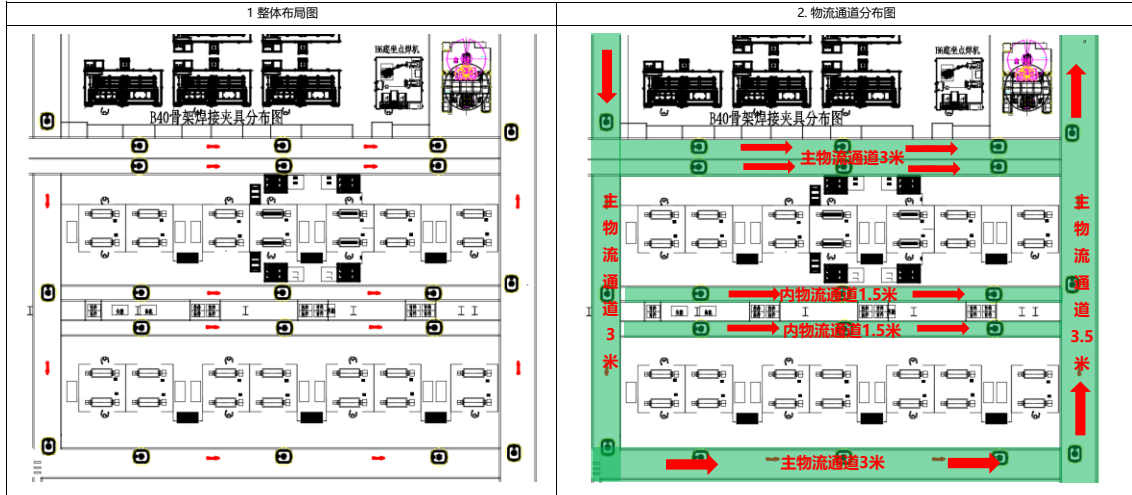 1 整体布局图
2. 物流通道分布图
H6底坐点焊机
B40骨架焊接夹具分布图
H6底坐点焊机
B40骨架焊接夹具分布图
主物流通道3米
主物流通道3米
主物流通道3.5米
内物流通道1.5米
内物流通道1.5米
主物流通道3米